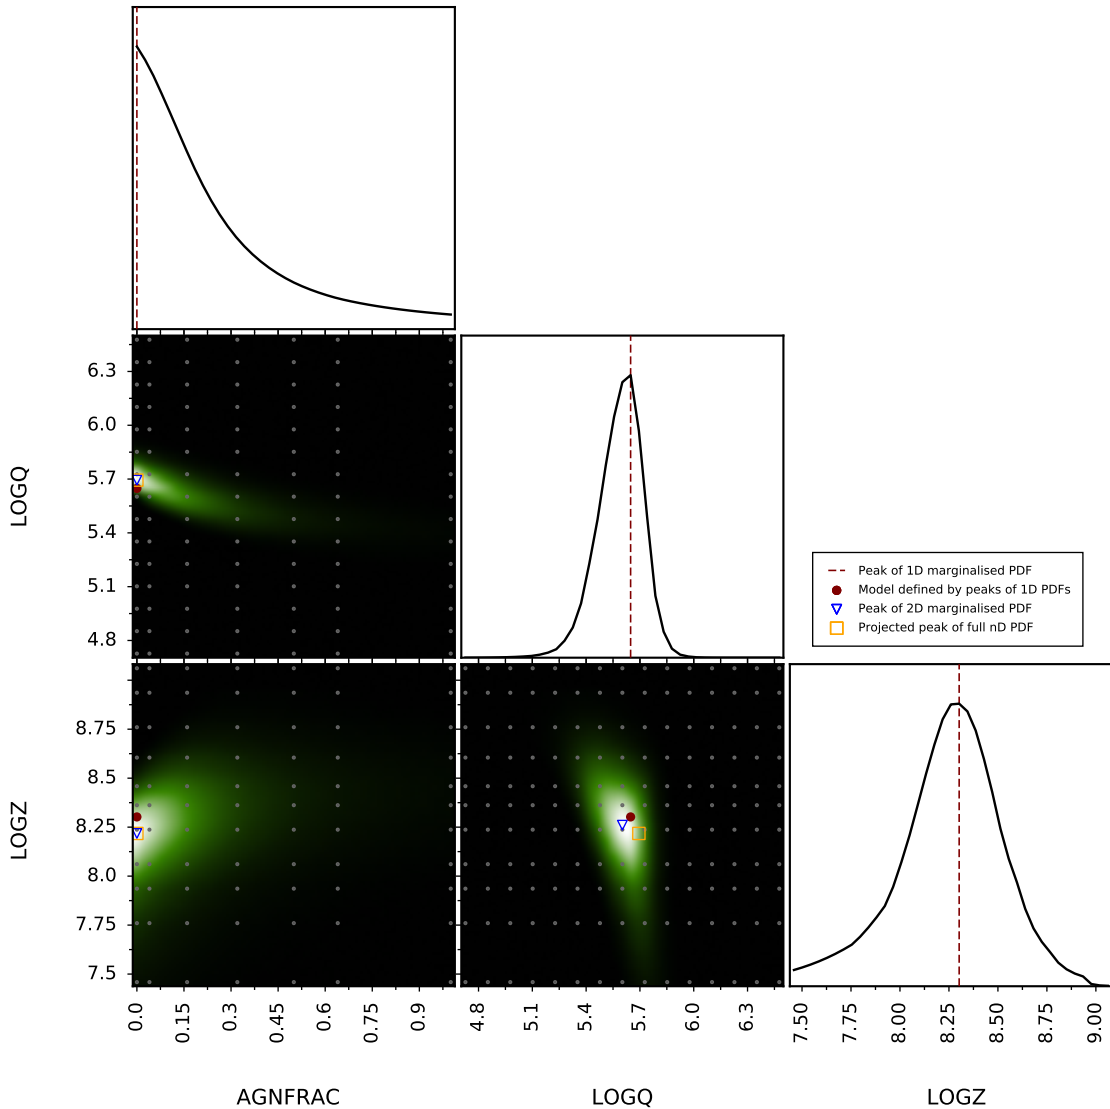 6.3
6.0
5.7
5.4
5.1
4.8
LOGQ
Peak of 1D marginalised PDF
Model defined by peaks of 1D PDFs
Peak of 2D marginalised PDF
Projected peak of full nD PDF
8.75
8.5
8.25
8.0
7.75
7.5
LOGZ
0.0 0.15 0.3 0.45 0.6 0.75 0.9
4.8 5.1 5.4 5.7 6.0 6.3
7.50 7.75 8.00 8.25 8.50 8.75 9.00
AGNFRAC LOGQ LOGZ